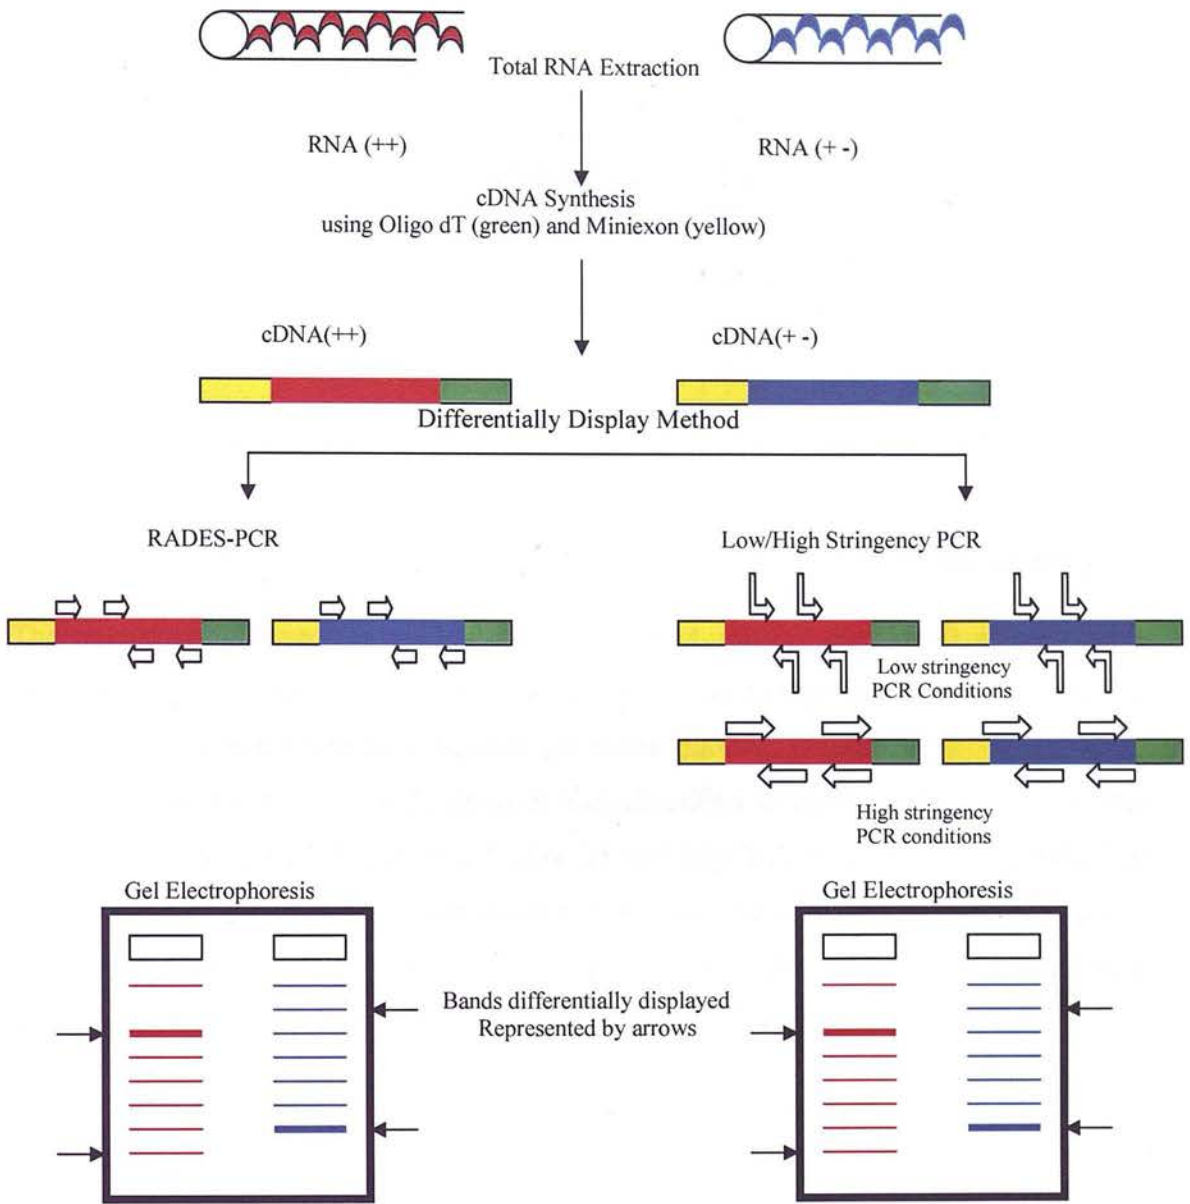 Total RNA Extraction
RNA (++)
RNA (+ -)
cDNA Synthesis
using Oligo dT (green) and Miniexon (yellow)
cDNA(++)
cDNA(+ -)
Differentially Display Method
RADES-PCR
Low/High Stringency PCR
Low stringency
PCR Conditions
High stringency
PCR conditions
Gel Electrophoresis
Gel Electrophoresis
Bands differentially displayed
Represented by arrows